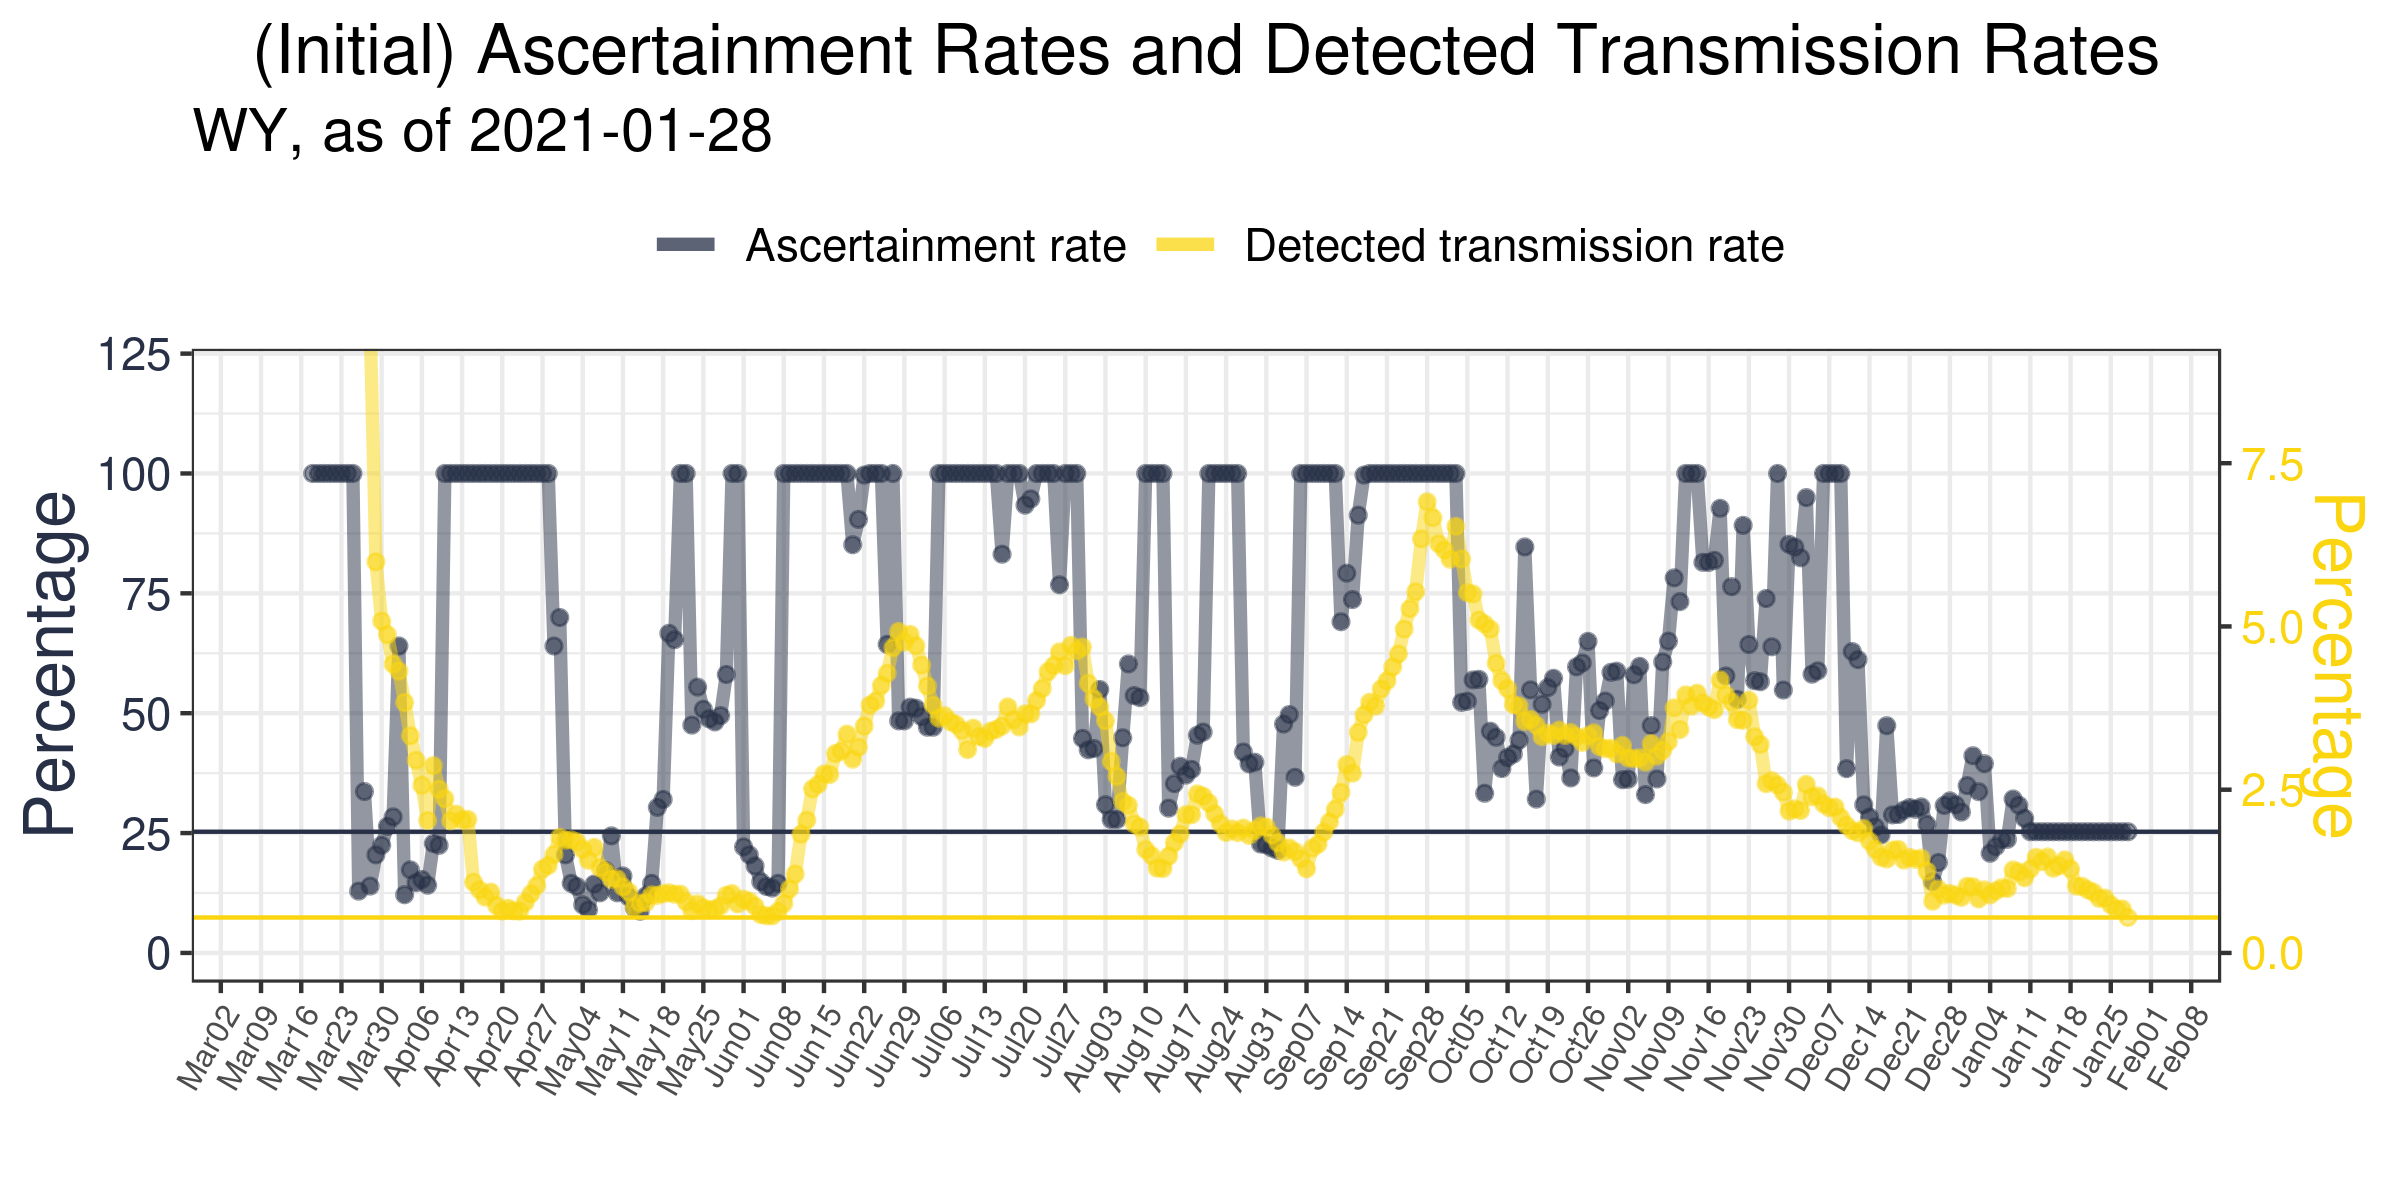 (Initial) Ascertainment Rates and Detected Transmission Rates
WY, as of 2021-01-28
Ascertainment rate Detected transmission rate
Percentage
125
100
75
50
25
0
7.5
5.0
2.5
0.0
Percentage
Mar02 Mar09 Mar16 Mar23 Mar30 Apr06 Apr13 Apr20 Apr27 May04 May11 May18 May25 Jun01 Jun08 Jun15 Jun22 Jun29 Jul06 Jul13 Jul20 Jul27 Aug03 Aug10 Aug17 Aug24 Aug31 Sep07 Sep14 Sep21 Sep28 Oct05 Oct12 Oct19 Oct26 Nov02 Nov09 Nov16 Nov23 Nov30 Dec07 Dec14 Dec21 Dec28 Jan04 Jan11 Jan18 Jan25 Feb01 Feb08